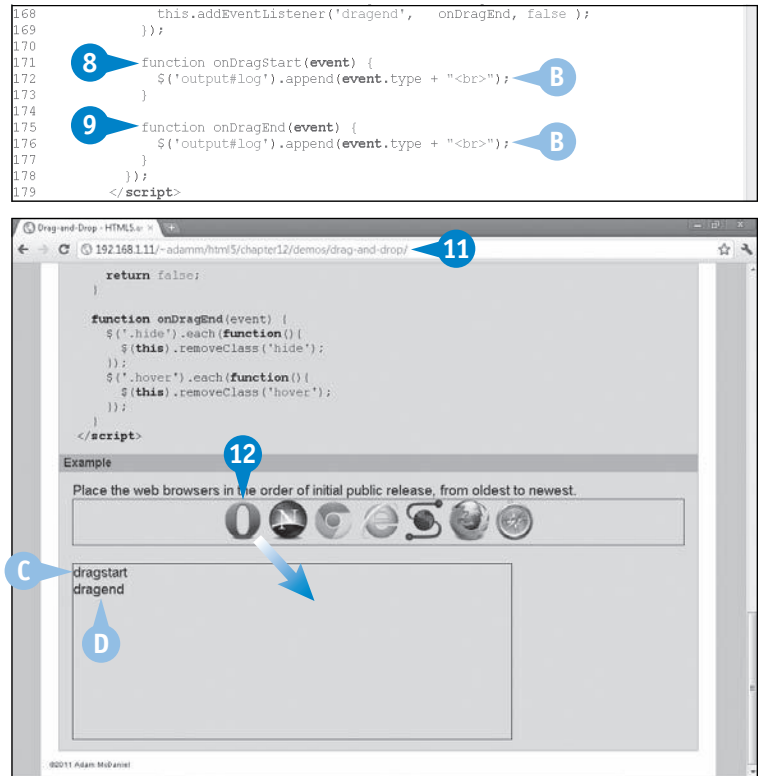 168 this.addEventListener('dragend', onDragEnd, false );
169 });
170
171 8 function onDragStart(event) {
172 $('output#log').append(event.type + "<br>"); B
173 }
174
175 9 function onDragEnd(event) {
176 $('output#log').append(event.type + "<br>"); B
177 }
178 });
179 </script>
Drag-and-Drop - HTML5.ar
192.168.1.11/~adamm/html5/chapter12/demos/drag-and-drop/ 11
return false;
}
function onDragEnd(event) {
$('.hide').each(function(){
$(this).removeClass('hide');
});
$('.hover').each(function(){
$(this).removeClass('hover');
});
}
</script>
Example
12
Place the web browsers in the order of initial public release, from oldest to newest.
N
C dragstart
dragend
D
©2011 Adam McDaniel